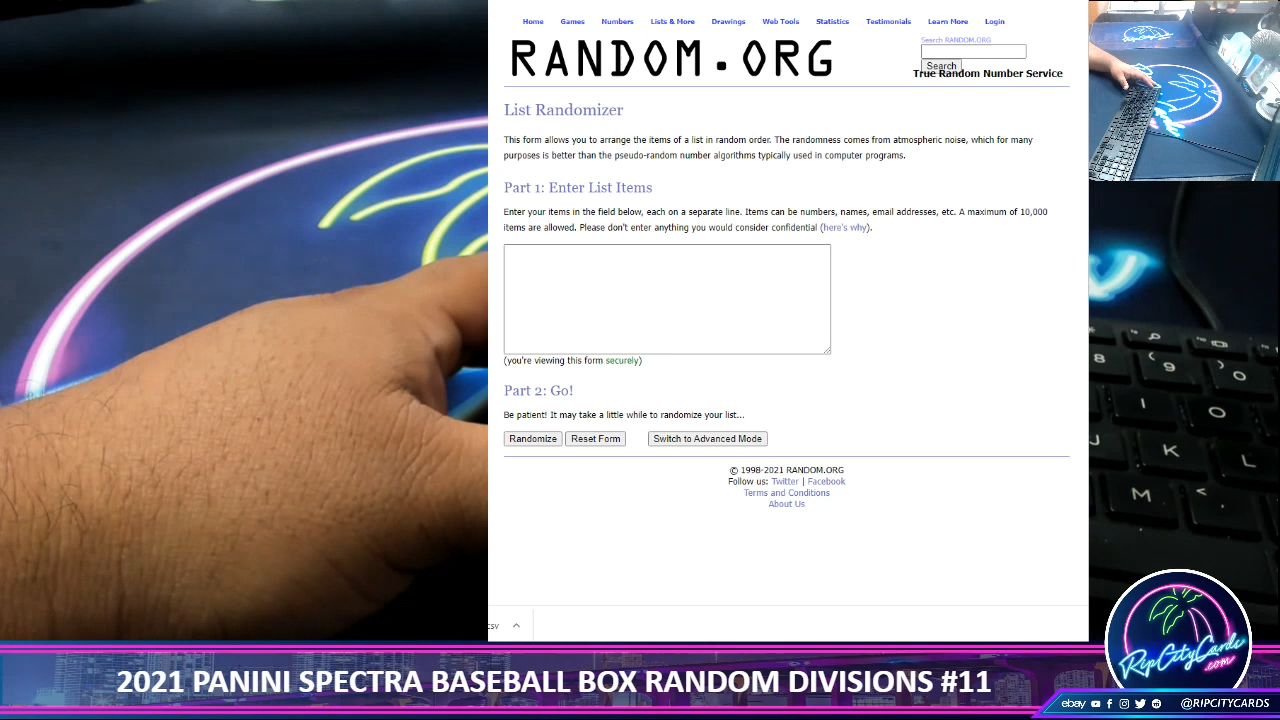 Home Games Numbers Lists & More Drawings Web Tools Statistics Testimonials Learn More Login
RANDOM.ORG
Search RANDOM.ORG
Search
True Random Number Service
List Randomizer
This form allows you to arrange the items of a list in random order. The randomness comes from atmospheric noise, which for many
purposes is better than the pseudo-random number algorithms typically used in computer programs.
Part 1: Enter List Items
Enter your items in the field below, each on a separate line. Items can be numbers, names, email addresses, etc. A maximum of 10,000
items are allowed. Please don't enter anything you would consider confidential (here's why).
(you're viewing this form securely)
Part 2: Go!
Be patient! It may take a little while to randomize your list...
Randomize Reset Form Switch to Advanced Mode
© 1998-2021 RANDOM.ORG
Follow us: Twitter | Facebook
Terms and Conditions
About Us
csv
8 9 O
I O
J K L
M <
RipCityCards
.com
2021 PANINI SPECTRA BASEBALL BOX RANDOM DIVISIONS #11
ebay @RIPCITYCARDS